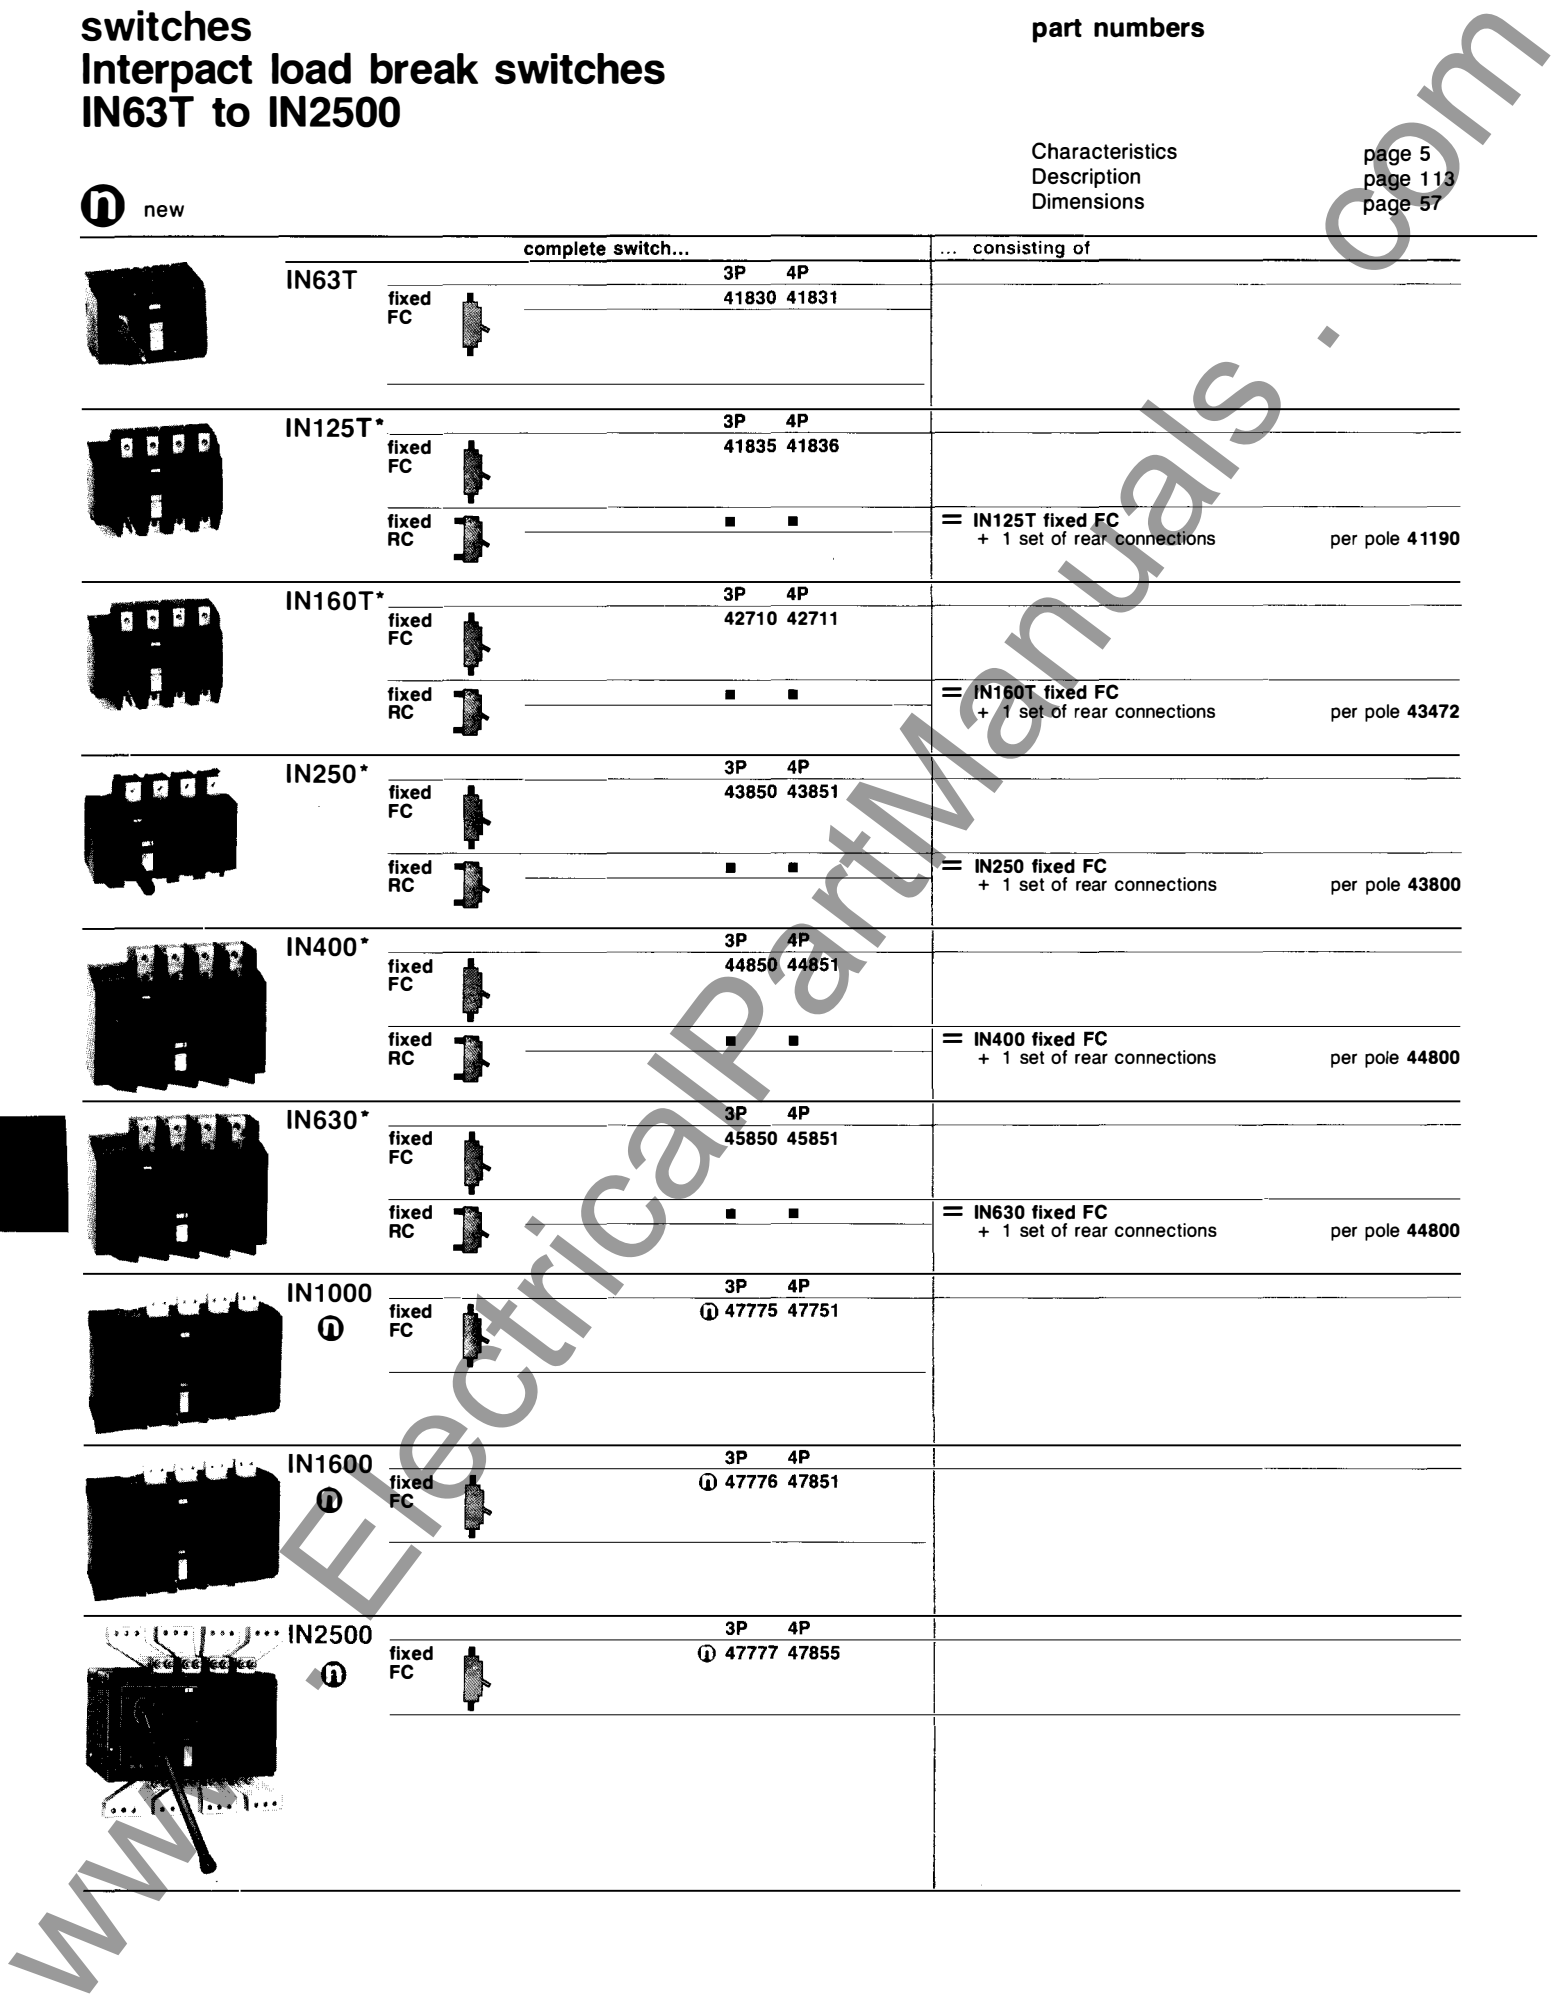 switches
Interpact load break switches
IN63T to IN2500
part numbers
Characteristics page 5
Description page 113
Dimensions page 57
n new
complete switch... ... consisting of
IN63T 3P 4P
fixed FC 41830 41831
IN125T* 3P 4P
fixed FC 41835 41836
fixed RC ■ ■ = IN125T fixed FC
+ 1 set of rear connections per pole 41190
IN160T* 3P 4P
fixed FC 42710 42711
fixed RC ■ ■ = IN160T fixed FC
+ 1 set of rear connections per pole 43472
IN250* 3P 4P
fixed FC 43850 43851
fixed RC ■ ■ = IN250 fixed FC
+ 1 set of rear connections per pole 43800
IN400* 3P 4P
fixed FC 44850 44851
fixed RC ■ ■ = IN400 fixed FC
+ 1 set of rear connections per pole 44800
IN630* 3P 4P
fixed FC 45850 45851
fixed RC ■ ■ = IN630 fixed FC
+ 1 set of rear connections per pole 44800
IN1000 3P 4P
n fixed FC n 47775 47751
IN1600 3P 4P
n fixed FC n 47776 47851
IN2500 3P 4P
n fixed FC n 47777 47855
www . ElectricalPartManuals . com